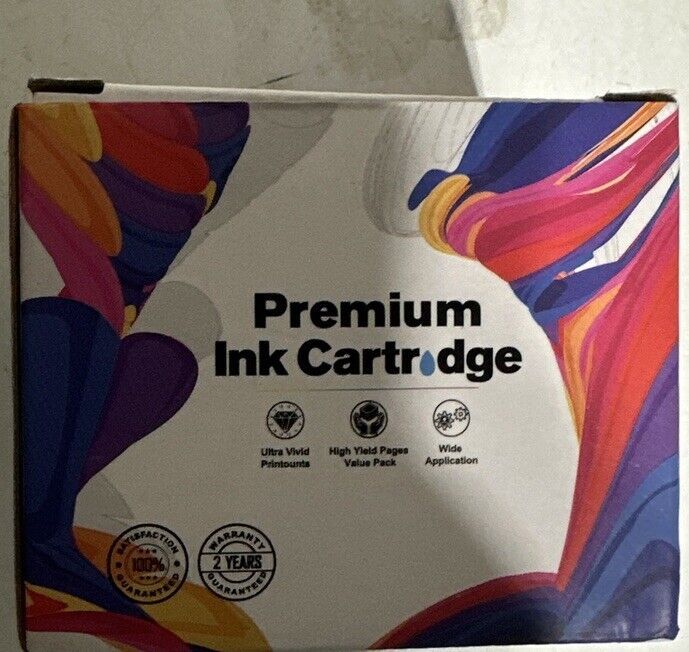 Premium
Ink Cartrdge
Ultra Vivid
Printounts
High Yield Pages
Value Pack
Wide
Application
SATISFACTION
100%
GUARANTEED
WARRANTY
2 YEARS
GUARANTEED